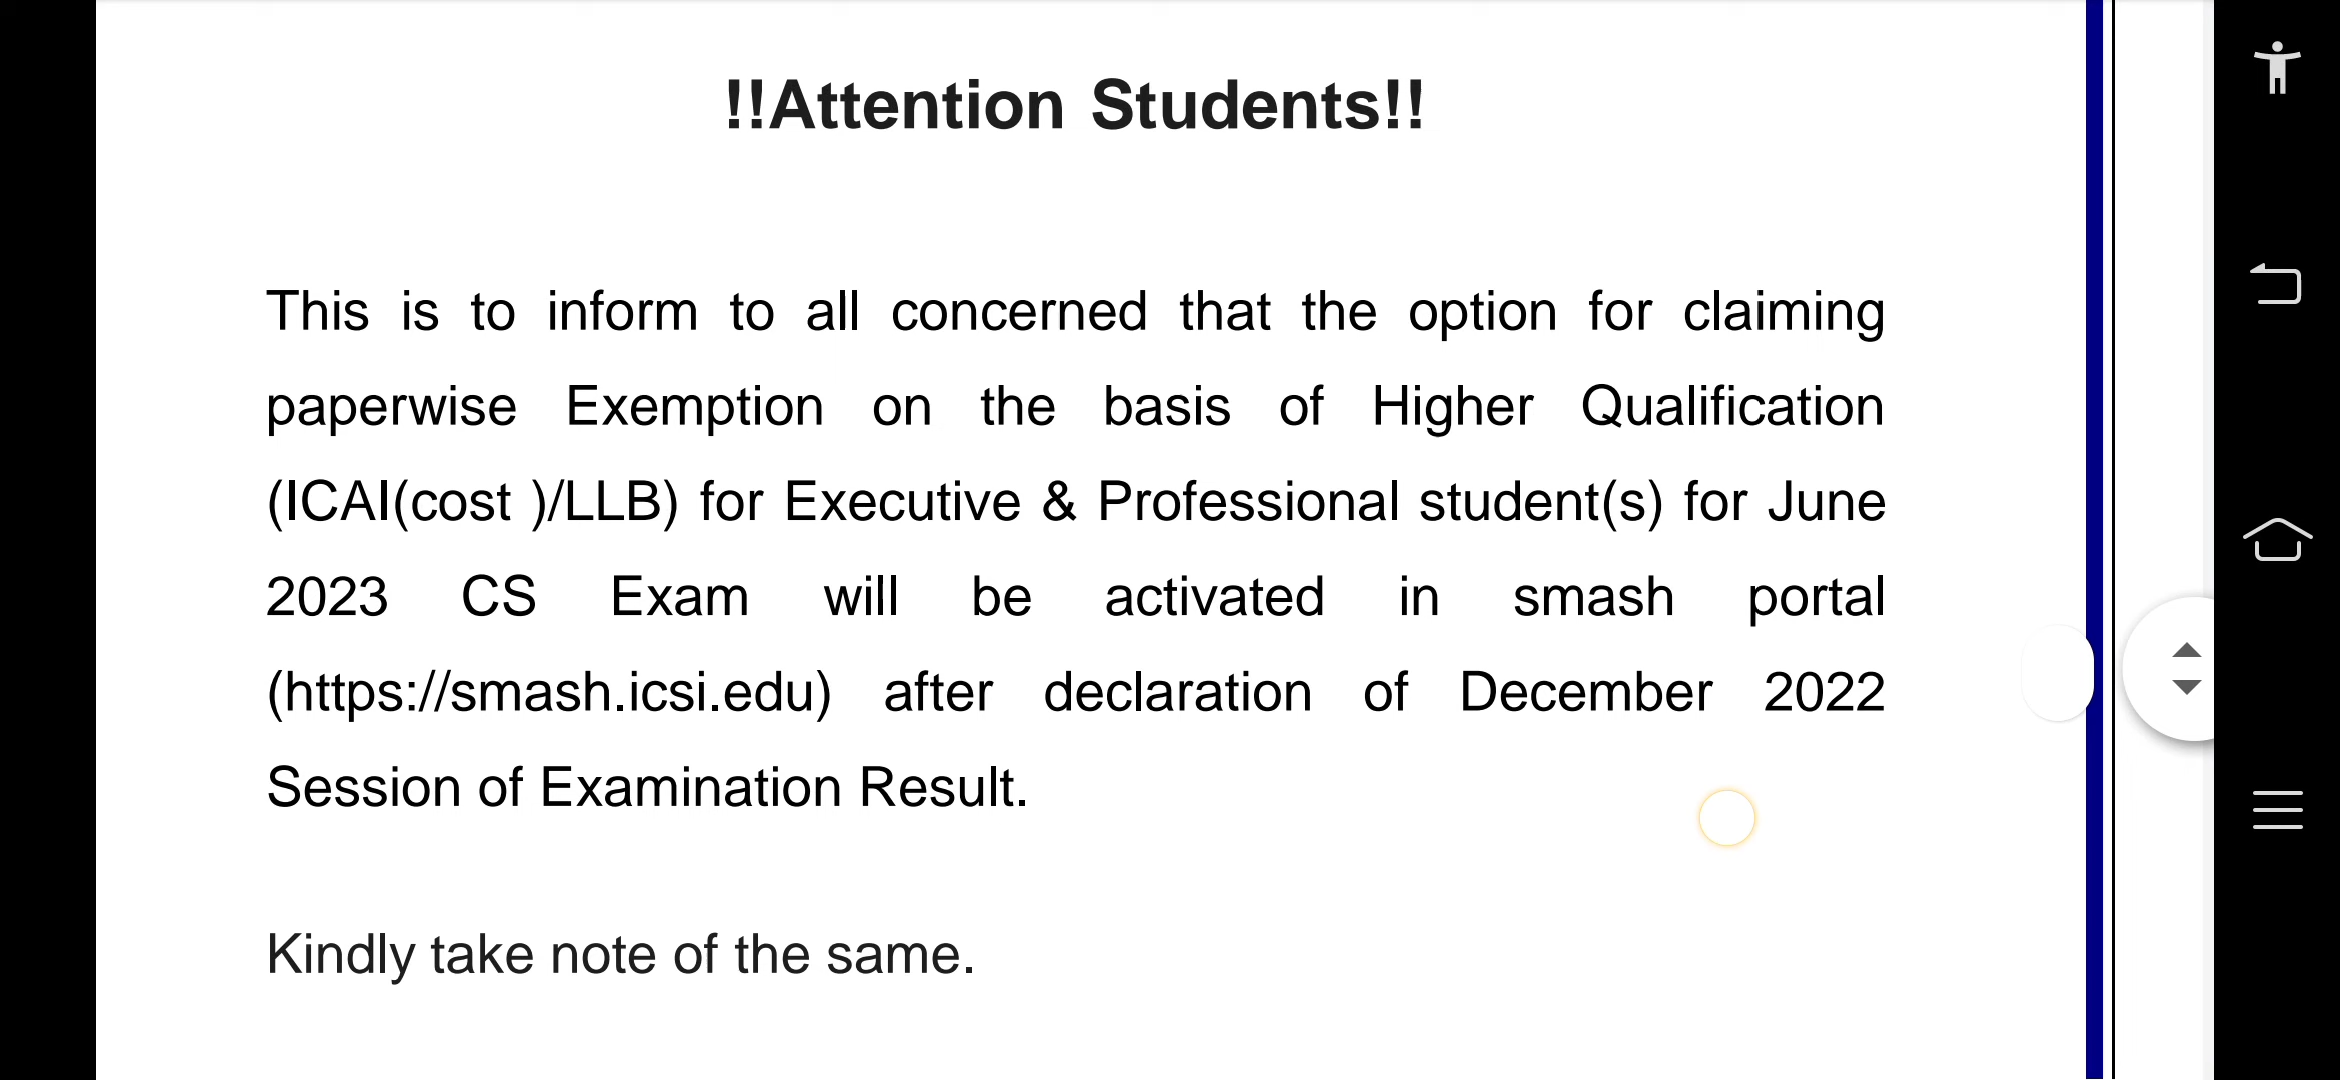 !!Attention Students!!
This is to inform to all concerned that the option for claiming
paperwise Exemption on the basis of Higher Qualification
(ICAI(cost )/LLB) for Executive & Professional student(s) for June
2023 CS Exam will be activated in smash portal
(https://smash.icsi.edu) after declaration of December 2022
Session of Examination Result.
Kindly take note of the same.